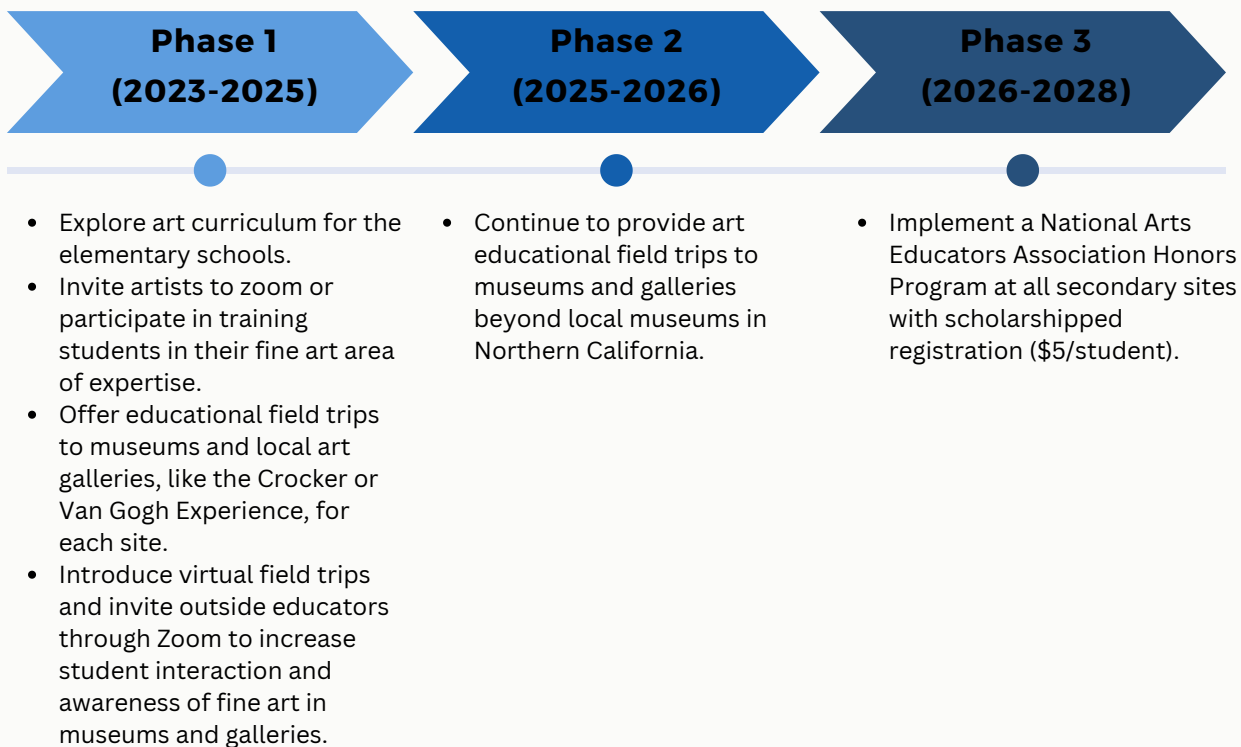 Phase 1
(2023-2025)
Phase 2
(2025-2026)
Phase 3
(2026-2028)
• Explore art curriculum for the
elementary schools.
• Invite artists to zoom or
participate in training
students in their fine art area
of expertise.
• Offer educational field trips
to museums and local art
galleries, like the Crocker or
Van Gogh Experience, for
each site.
• Introduce virtual field trips
and invite outside educators
through Zoom to increase
student interaction and
awareness of fine art in
museums and galleries.
• Continue to provide art
educational field trips to
museums and galleries
beyond local museums in
Northern California.
• Implement a National Arts
Educators Association Honors
Program at all secondary sites
with scholarshipped
registration ($5/student).